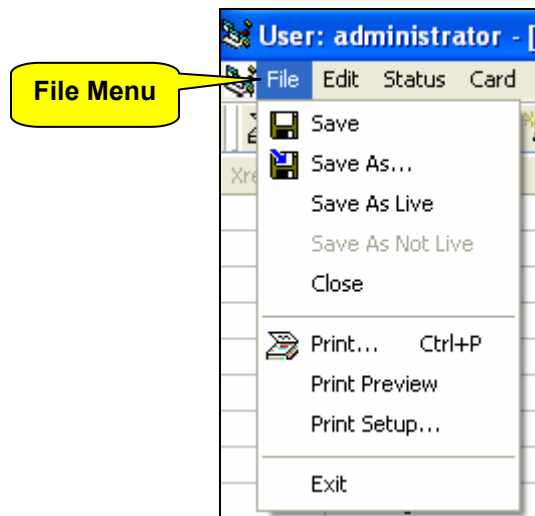 User: administrator - [
File Menu
File Edit Status Card
Xre
Save
Save As...
Save As Live
Save As Not Live
Close
Print... Ctrl+P
Print Preview
Print Setup...
Exit